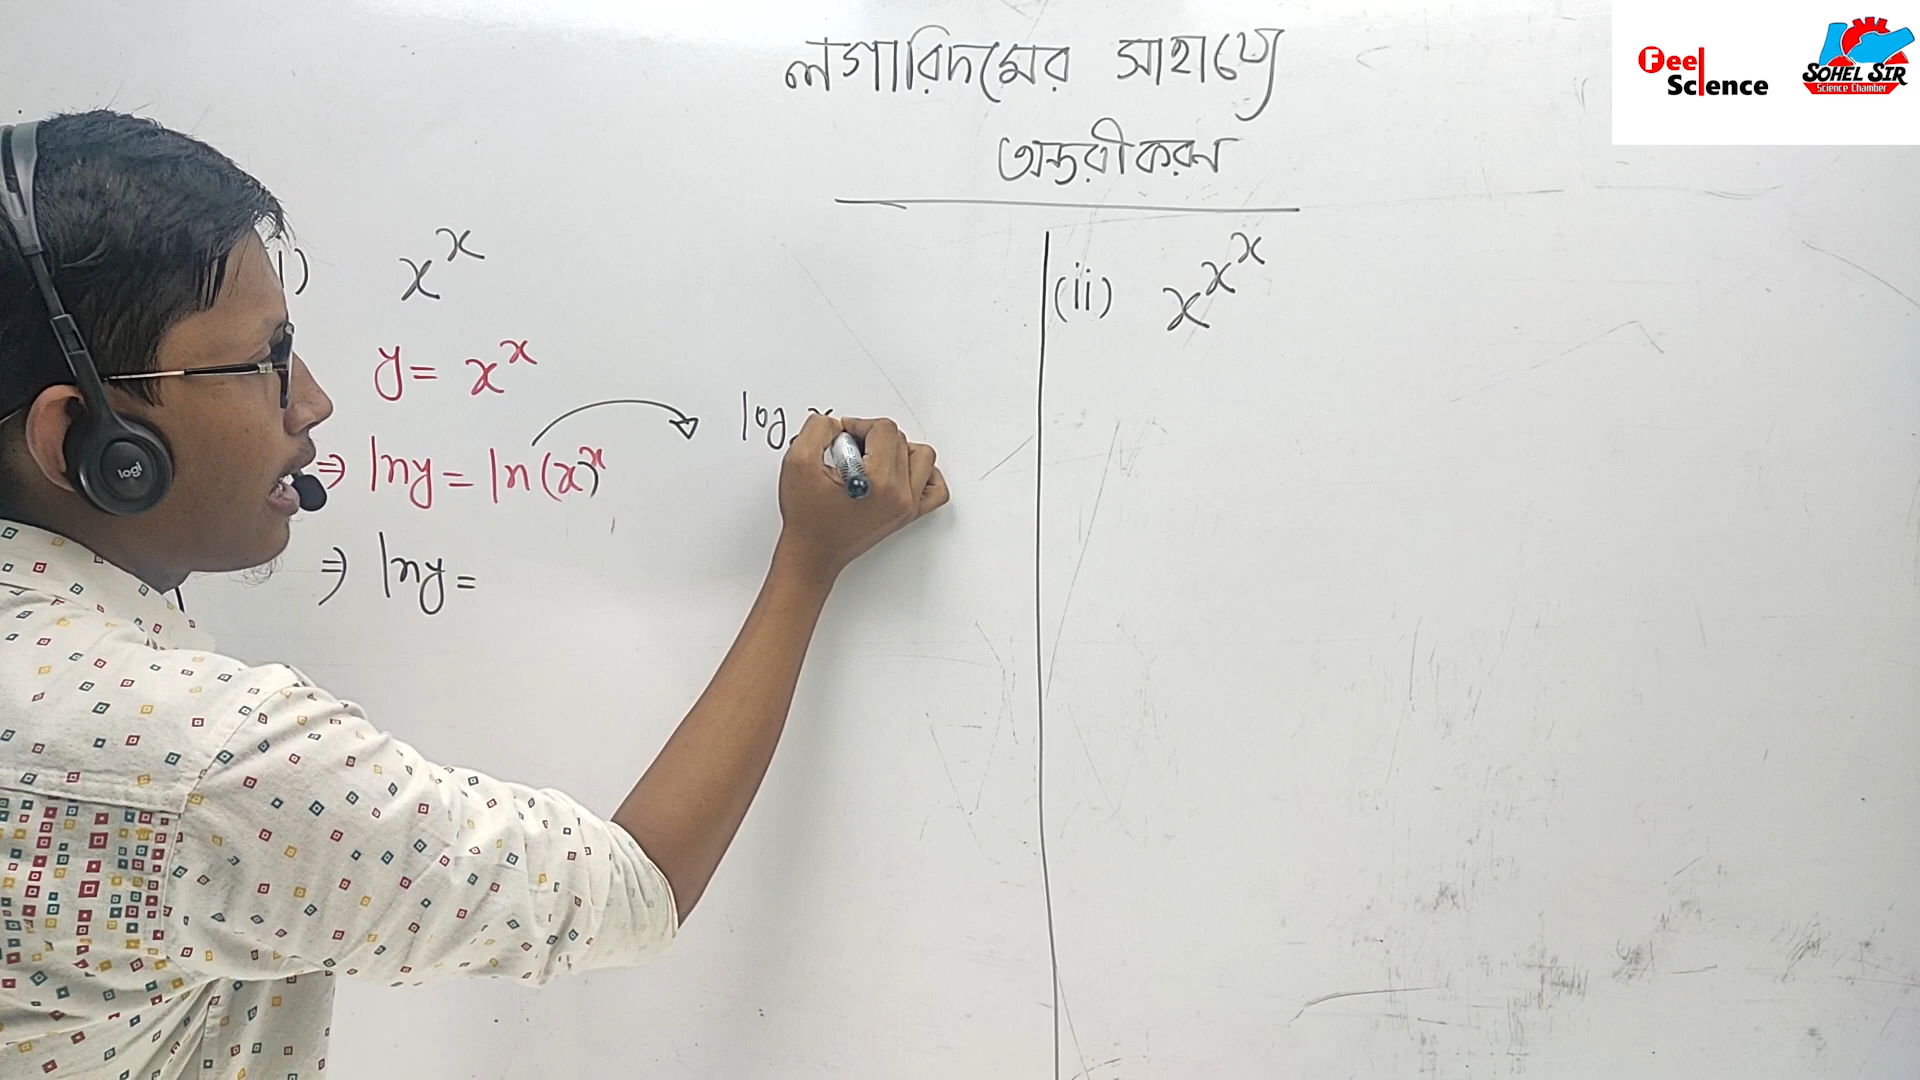 লগারিদমের সাহায্যে
অন্তরীকরণ
Feel Science
SOHEL SIR
Science Chamber
i) x^x
y = x^x
⇒ lny = ln(x)^x
⇒ lny =
log
(ii) x^x^x
logi